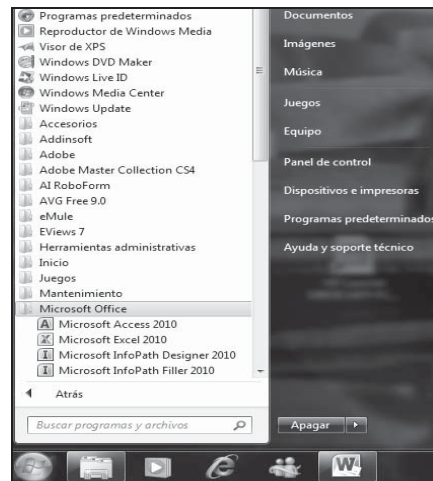 Programas predeterminados
Reproductor de Windows Media
Visor de XPS
Windows DVD Maker
Windows Live ID
Windows Media Center
Windows Update
Accesorios
Addinsoft
Adobe
Adobe Master Collection CS4
AI RoboForm
AVG Free 9.0
eMule
EViews 7
Herramientas administrativas
Inicio
Juegos
Mantenimiento
Microsoft Office
Microsoft Access 2010
Microsoft Excel 2010
Microsoft InfoPath Designer 2010
Microsoft InfoPath Filler 2010
Atrás
Buscar programas y archivos
Documentos
Imágenes
Música
Juegos
Equipo
Panel de control
Dispositivos e impresoras
Programas predeterminados
Ayuda y soporte técnico
Apagar